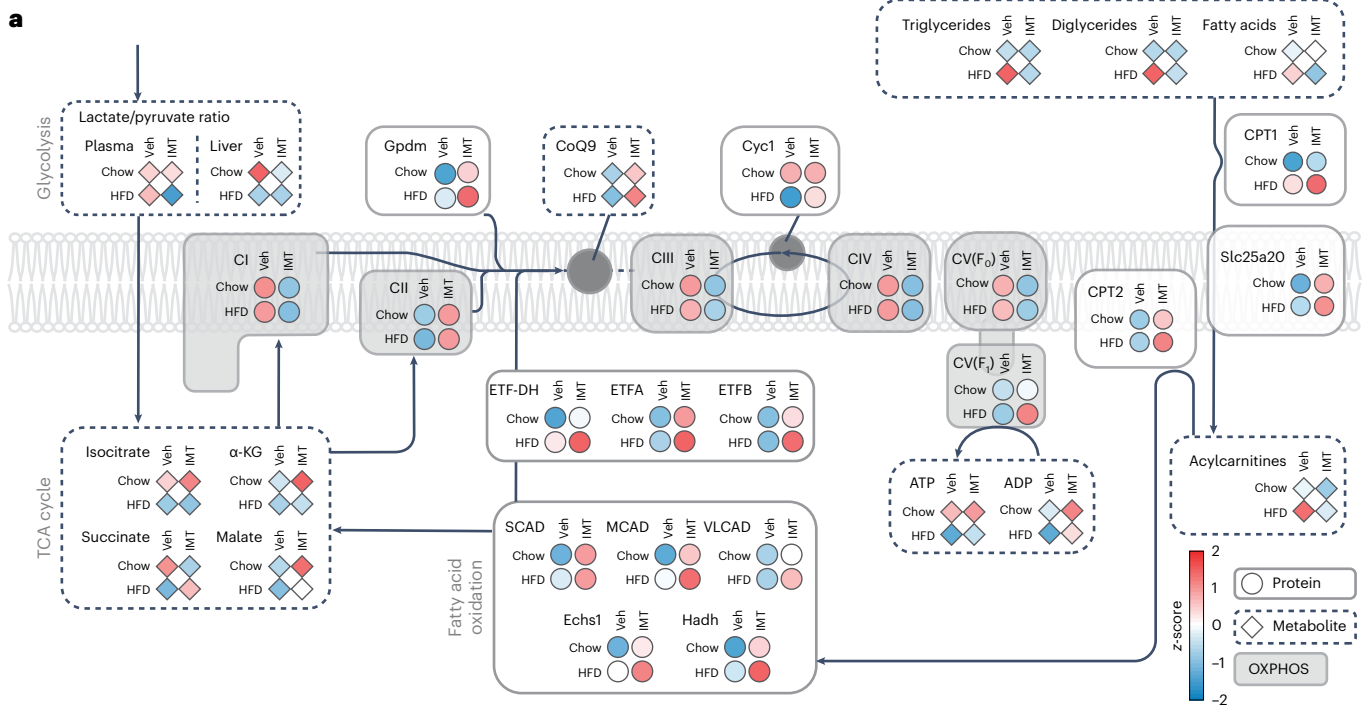 a
Glycolysis
Lactate/pyruvate ratio
Plasma
Veh
IMT
Chow
HFD
Liver
Veh
IMT
Chow
HFD
Gpdm
Veh
IMT
Chow
HFD
CoQ9
Veh
IMT
Chow
HFD
Cyc1
Veh
IMT
Chow
HFD
Triglycerides
Veh
IMT
Chow
HFD
Diglycerides
Veh
IMT
Chow
HFD
Fatty acids
Veh
IMT
Chow
HFD
CPT1
Veh
IMT
Chow
HFD
CI
Veh
IMT
Chow
HFD
CII
Veh
IMT
Chow
HFD
CIII
Veh
IMT
Chow
HFD
CIV
Veh
IMT
Chow
HFD
CV(F0)
Veh
IMT
Chow
HFD
CV(F1)
Veh
IMT
Chow
HFD
CPT2
Veh
IMT
Chow
HFD
Slc25a20
Veh
IMT
Chow
HFD
ETF-DH
Veh
IMT
Chow
HFD
ETFA
Veh
IMT
Chow
HFD
ETFB
Veh
IMT
Chow
HFD
TCA cycle
Isocitrate
Veh
IMT
Chow
HFD
α-KG
Veh
IMT
Chow
HFD
Succinate
Veh
IMT
Chow
HFD
Malate
Veh
IMT
Chow
HFD
Fatty acid
oxidation
SCAD
Veh
IMT
Chow
HFD
MCAD
Veh
IMT
Chow
HFD
VLCAD
Veh
IMT
Chow
HFD
Echs1
Veh
IMT
Chow
HFD
Hadh
Veh
IMT
Chow
HFD
ATP
Veh
IMT
Chow
HFD
ADP
Veh
IMT
Chow
HFD
Acylcarnitines
Veh
IMT
Chow
HFD
z-score
2
1
0
−1
−2
Protein
Metabolite
OXPHOS